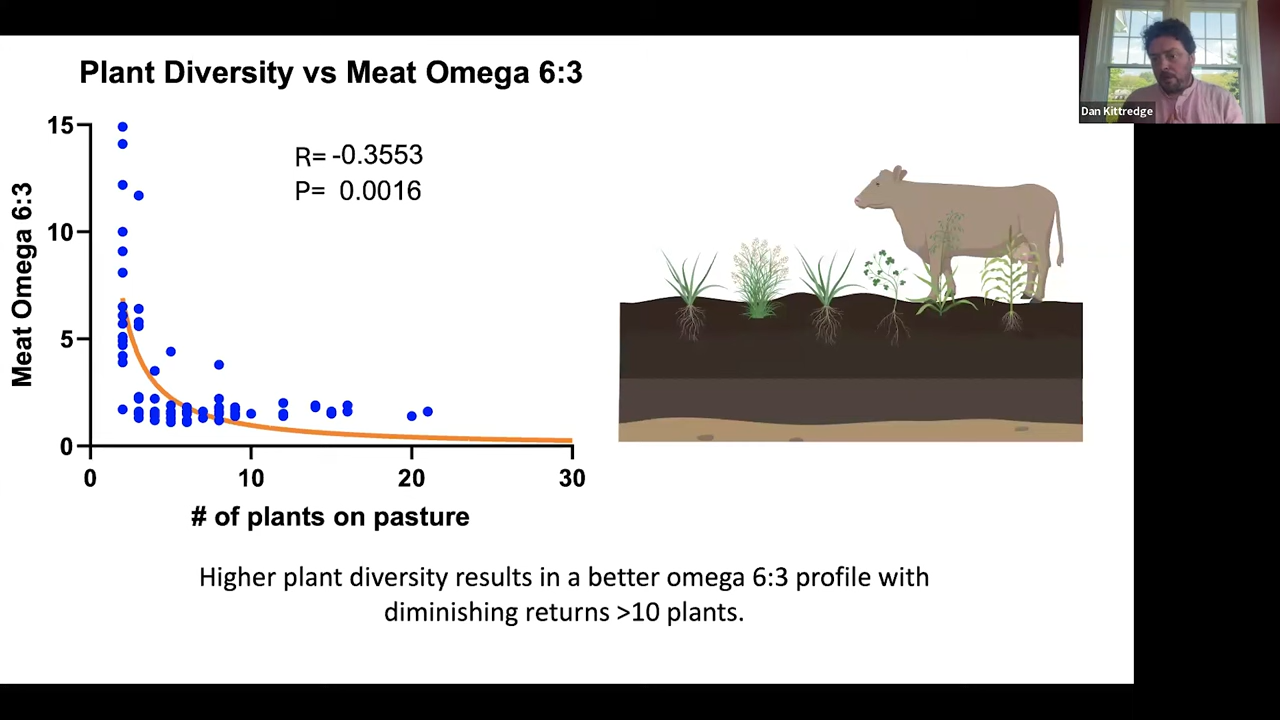 Plant Diversity vs Meat Omega 6:3
Dan Kittredge
15
10
5
0
Meat Omega 6:3
R= -0.3553
P= 0.0016
0 10 20 30
# of plants on pasture
Higher plant diversity results in a better omega 6:3 profile with
diminishing returns >10 plants.